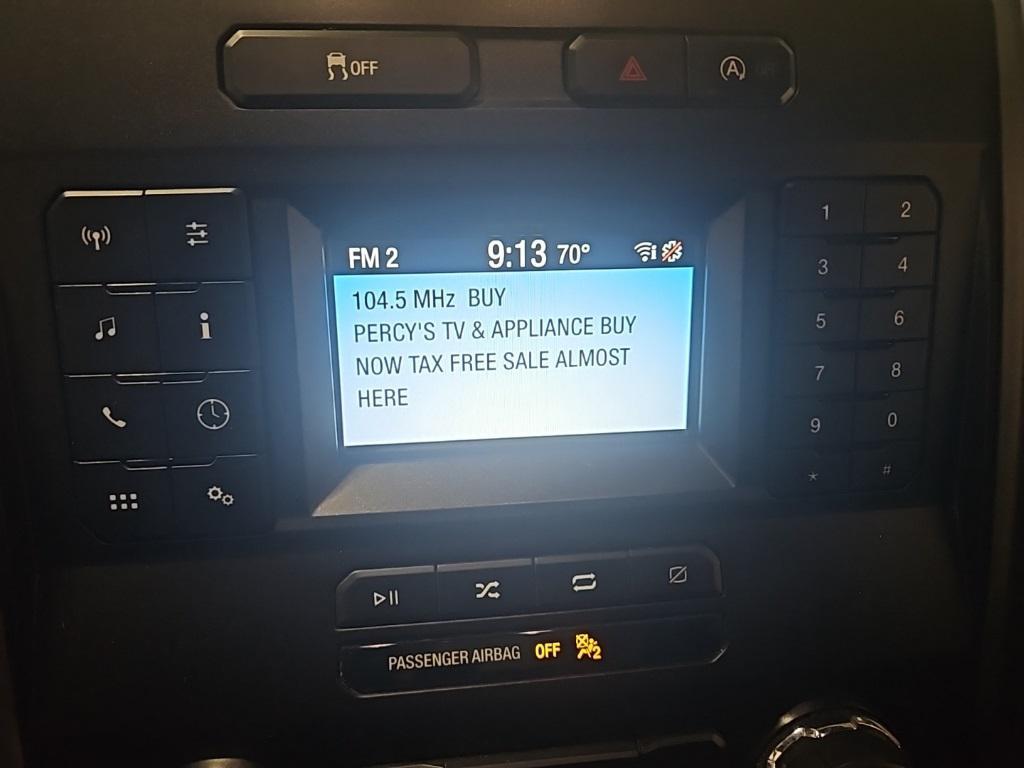 OFF
A
FM 2 9:13 70°
104.5 MHz BUY
PERCY'S TV & APPLIANCE BUY
NOW TAX FREE SALE ALMOST
HERE
1 2
3 4
5 6
7 8
9 0
* #
PASSENGER AIRBAG OFF 2